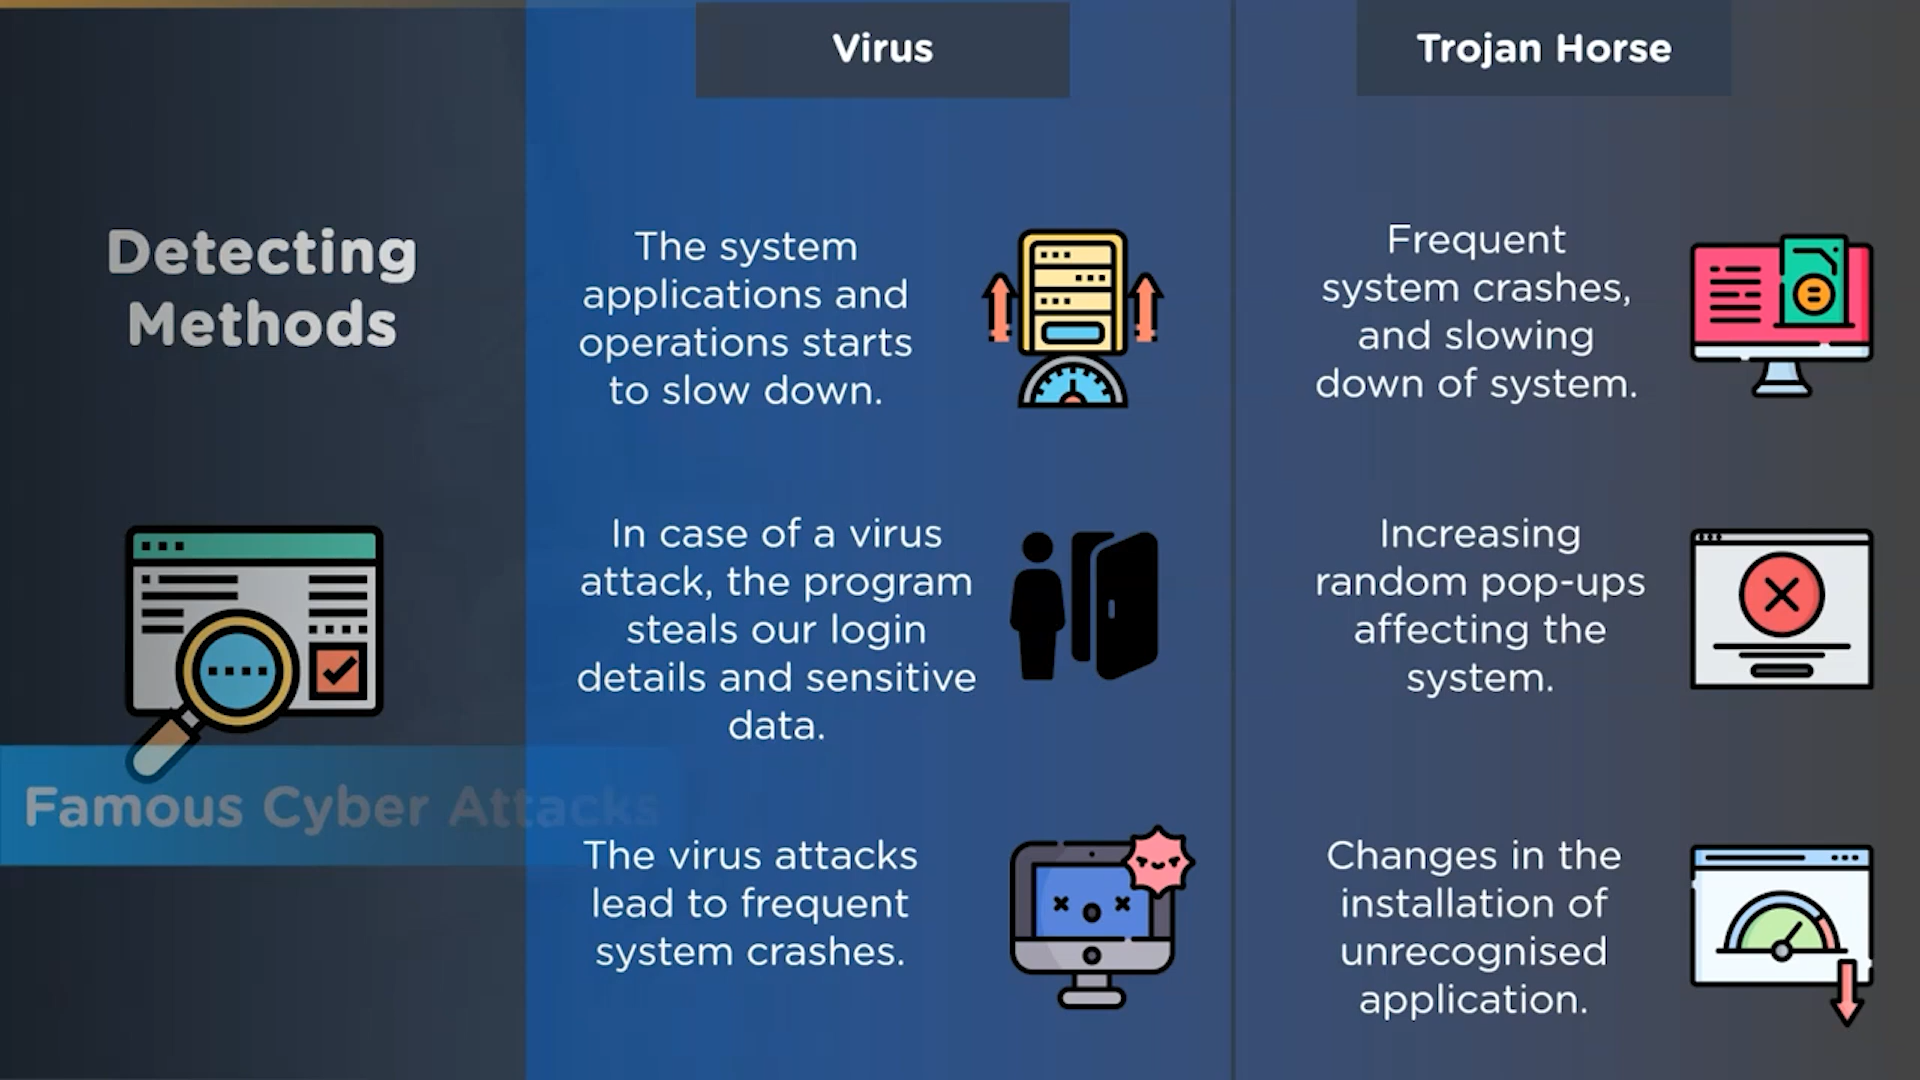 Virus
Trojan Horse
Detecting
Methods
The system
applications and
operations starts
to slow down.
Frequent
system crashes,
and slowing
down of system.
In case of a virus
attack, the program
steals our login
details and sensitive
data.
Increasing
random pop-ups
affecting the
system.
Famous Cyber Attacks
The virus attacks
lead to frequent
system crashes.
Changes in the
installation of
unrecognised
application.